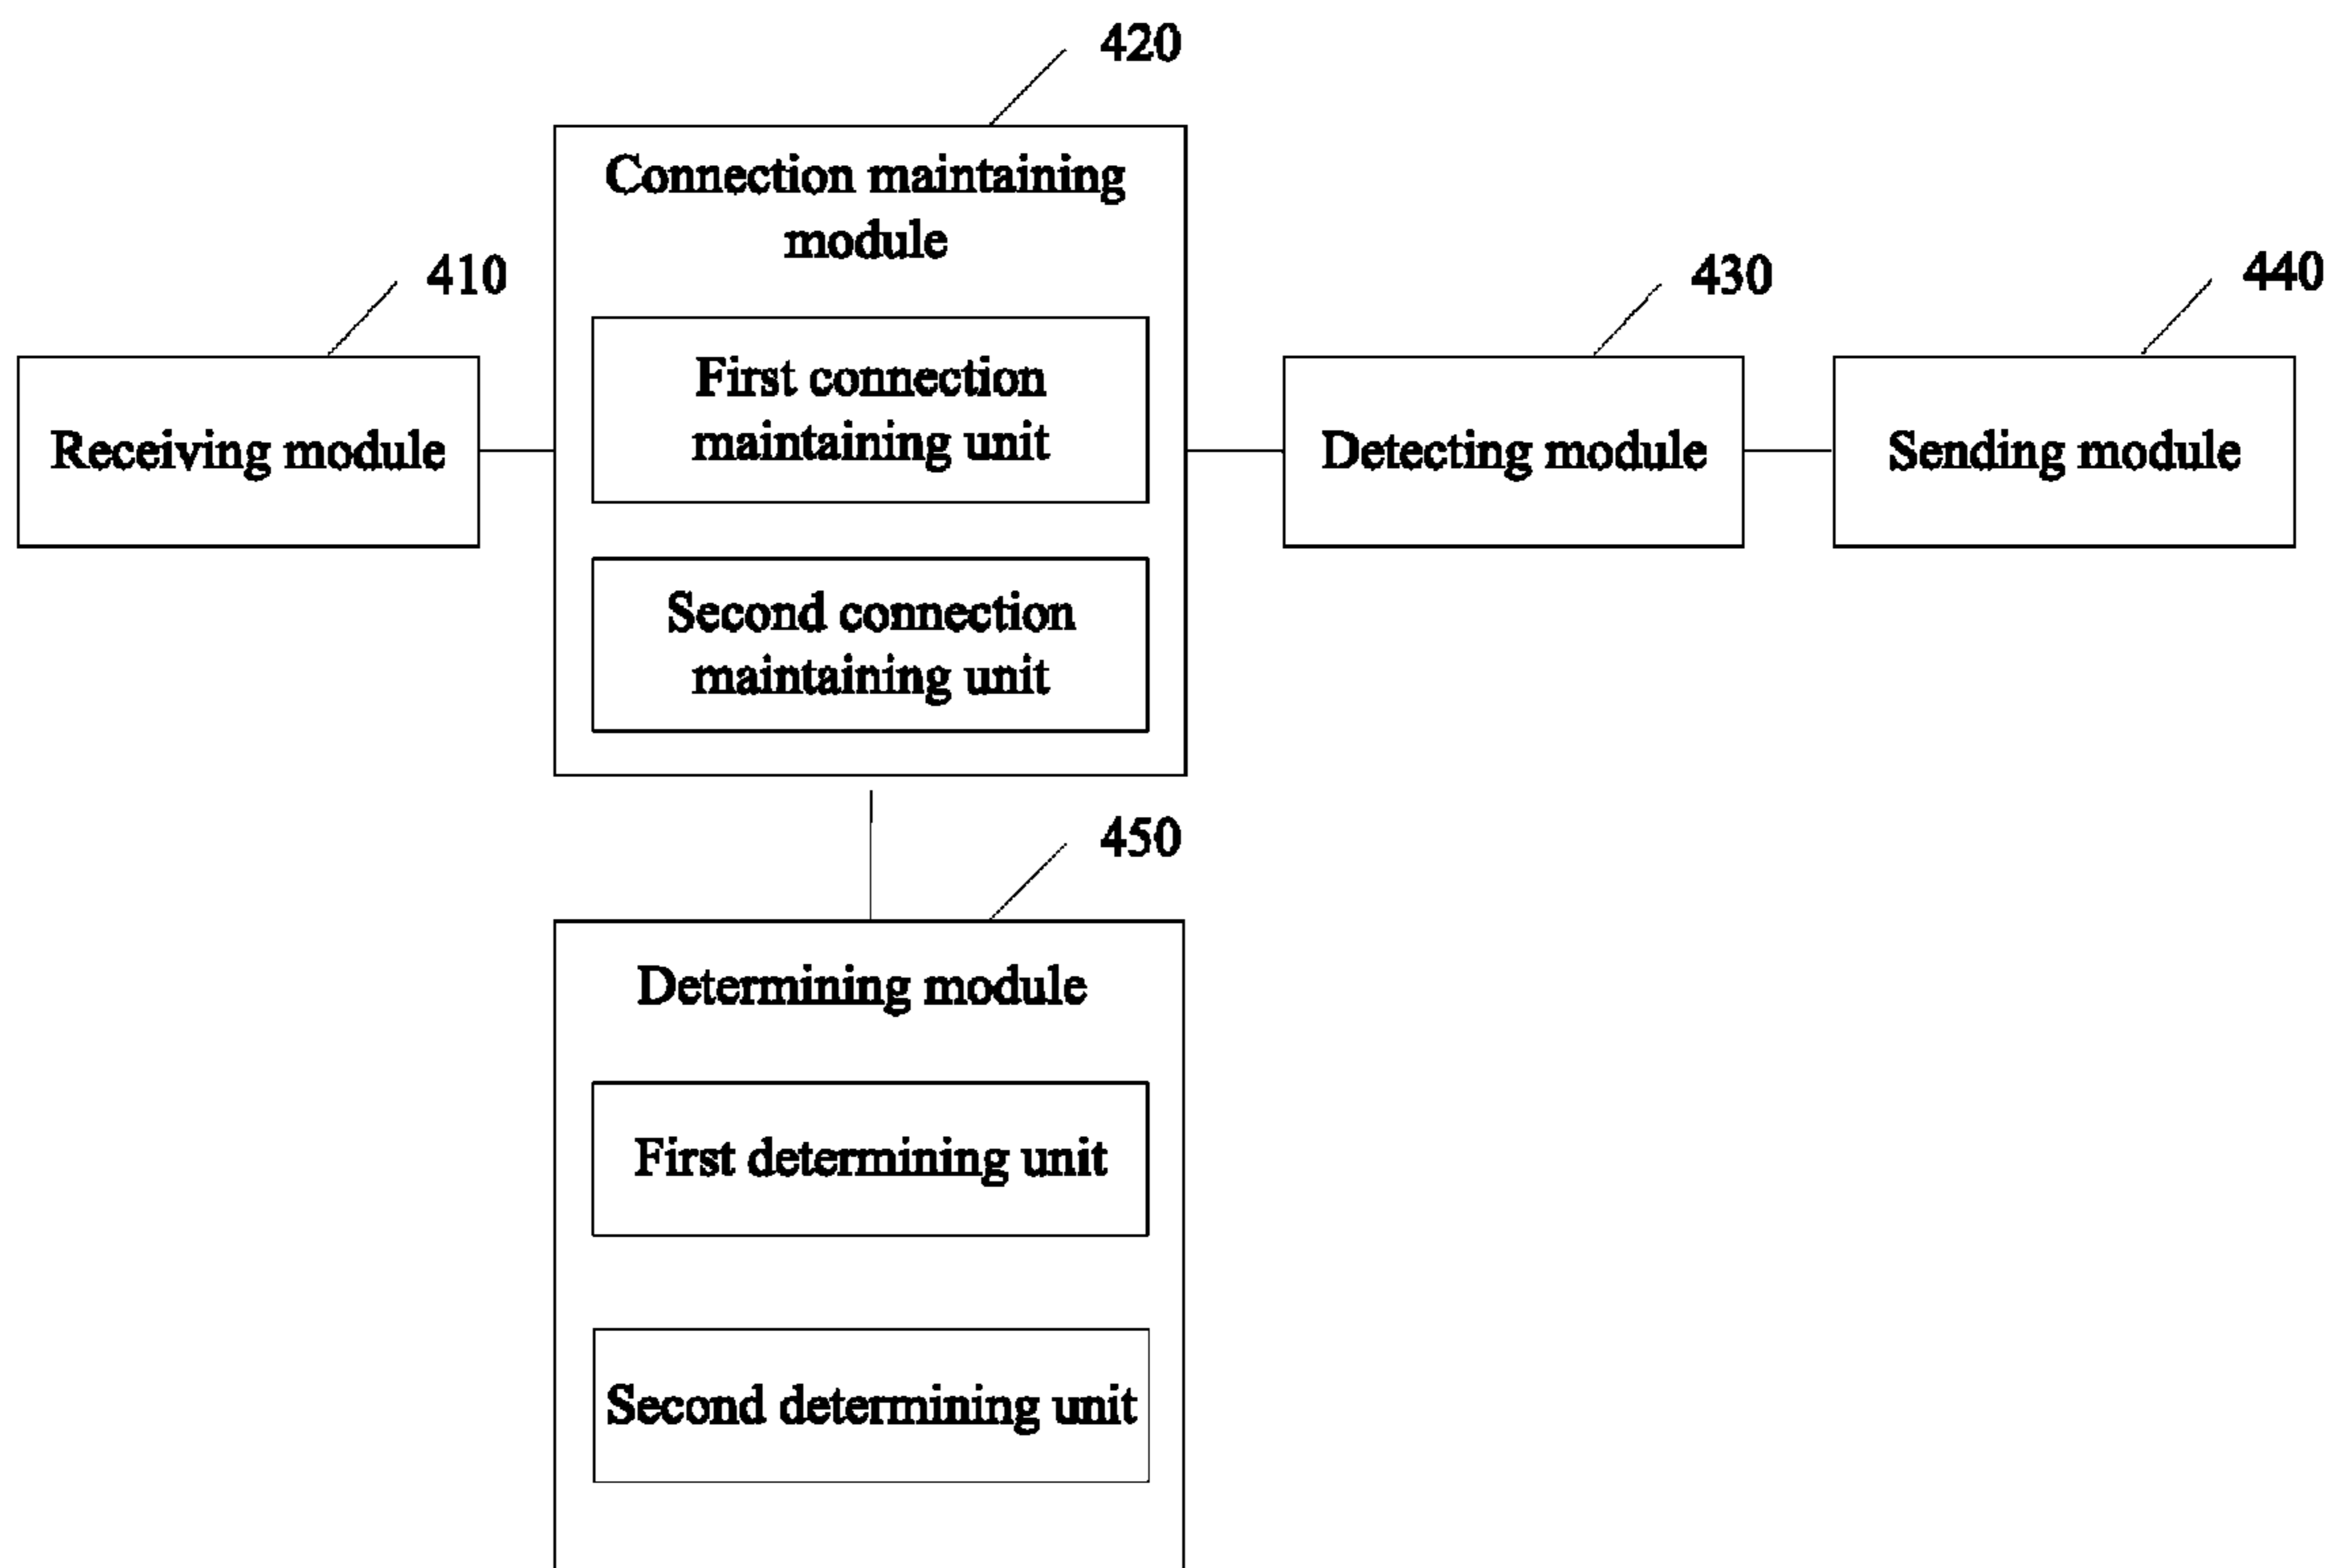 420
Connection maintaining
module
410
430
440
First connection
maintaining unit
Receiving module
Detecting module
Sending module
Second connection
maintaining unit
450
Determining module
First determining unit
Second determining unit